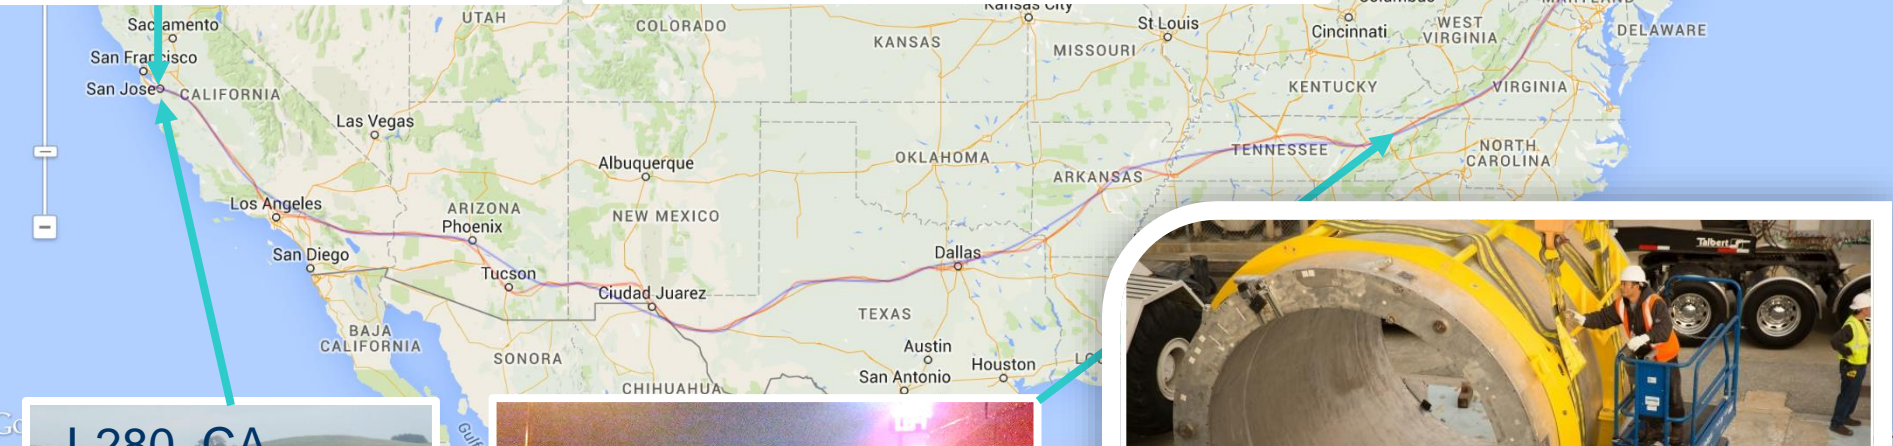 Kansas City
Sacramento
UTAH
COLORADO
KANSAS
St Louis
MISSOURI
Cincinnati
WEST
VIRGINIA
MARYLAND
DELAWARE
San Francisco
San Jose
CALIFORNIA
KENTUCKY
VIRGINIA
Las Vegas
Albuquerque
OKLAHOMA
ARKANSAS
TENNESSEE
NORTH
CAROLINA
Los Angeles
ARIZONA
Phoenix
NEW MEXICO
San Diego
Tucson
Dallas
Ciudad Juarez
TEXAS
BAJA
CALIFORNIA
SONORA
CHIHUAHUA
Austin
Houston
San Antonio
Talbert
I-280, CA